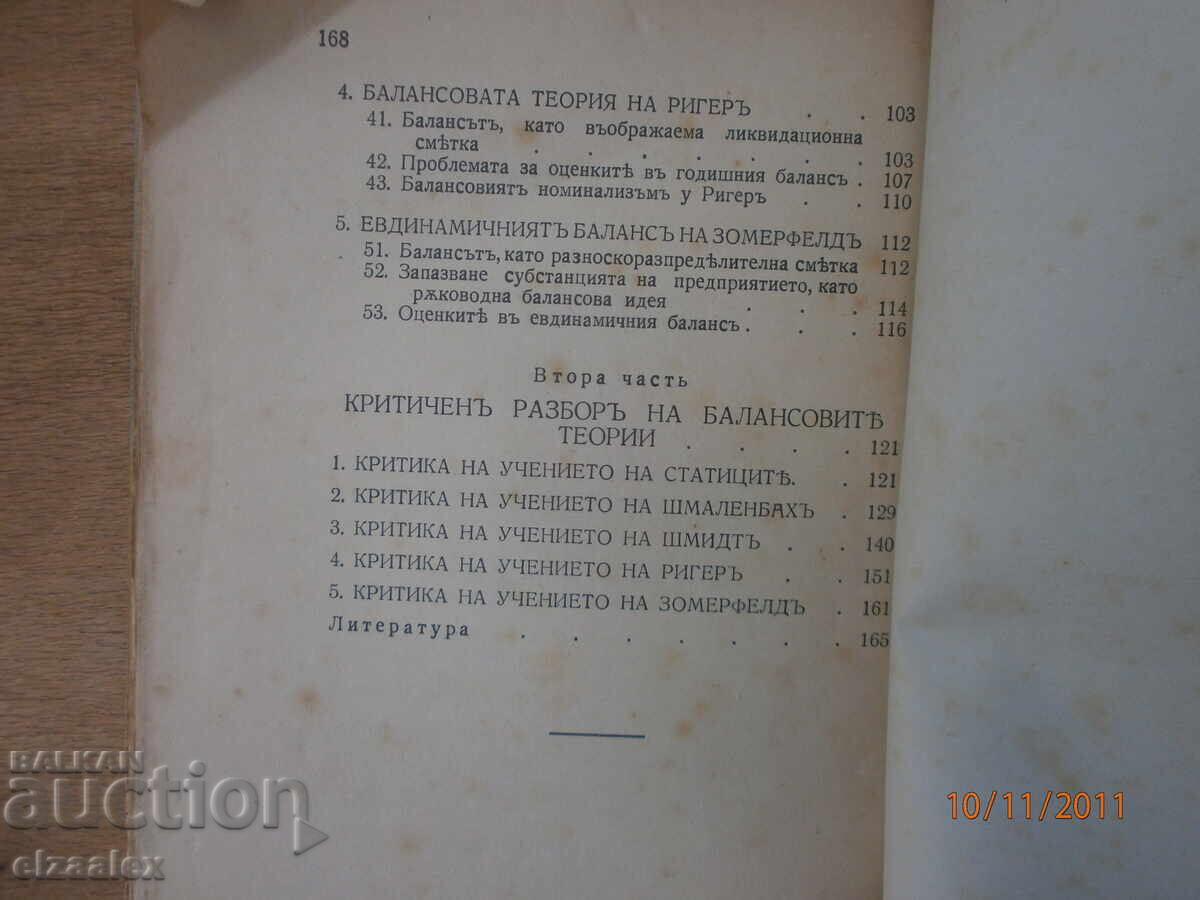 168
4. БАЛАНСОВАТА ТЕОРИЯ НА РИГЕРЪ . . 103
41. Балансътъ, като въображаема ликвидационна
смѣтка . . . . . . . 103
42. Проблемата за оценкитѣ въ годишния балансъ . 107
43. Балансовиятъ номинализъмъ у Ригеръ . . 110
5. ЕВДИНАМИЧНИЯТЪ БАЛАНСЪ НА ЗОМЕРФЕЛДЪ 112
51. Балансътъ, като разноскоразпредѣлителна смѣтка 112
52. Запазване субстанцията на предприятието, като
рѫководна балансова идея . . . . 114
53. Оценкитѣ въ евдинамичния балансъ . . . 116
Втора часть
КРИТИЧЕНЪ РАЗБОРЪ НА БАЛАНСОВИТѢ
ТЕОРИИ . . . . 121
1. КРИТИКА НА УЧЕНИЕТО НА СТАТИЦИТѢ. . 121
2. КРИТИКА НА УЧЕНИЕТО НА ШМАЛЕНБАХЪ . 129
3. КРИТИКА НА УЧЕНИЕТО НА ШМИДТЪ . . 140
4. КРИТИКА НА УЧЕНИЕТО НА РИГЕРЪ . . 151
5. КРИТИКА НА УЧЕНИЕТО НА ЗОМЕРФЕЛДЪ . 161
Литература . . . . . . . 165
BALKAN
auction
elzaalex
10/11/2011